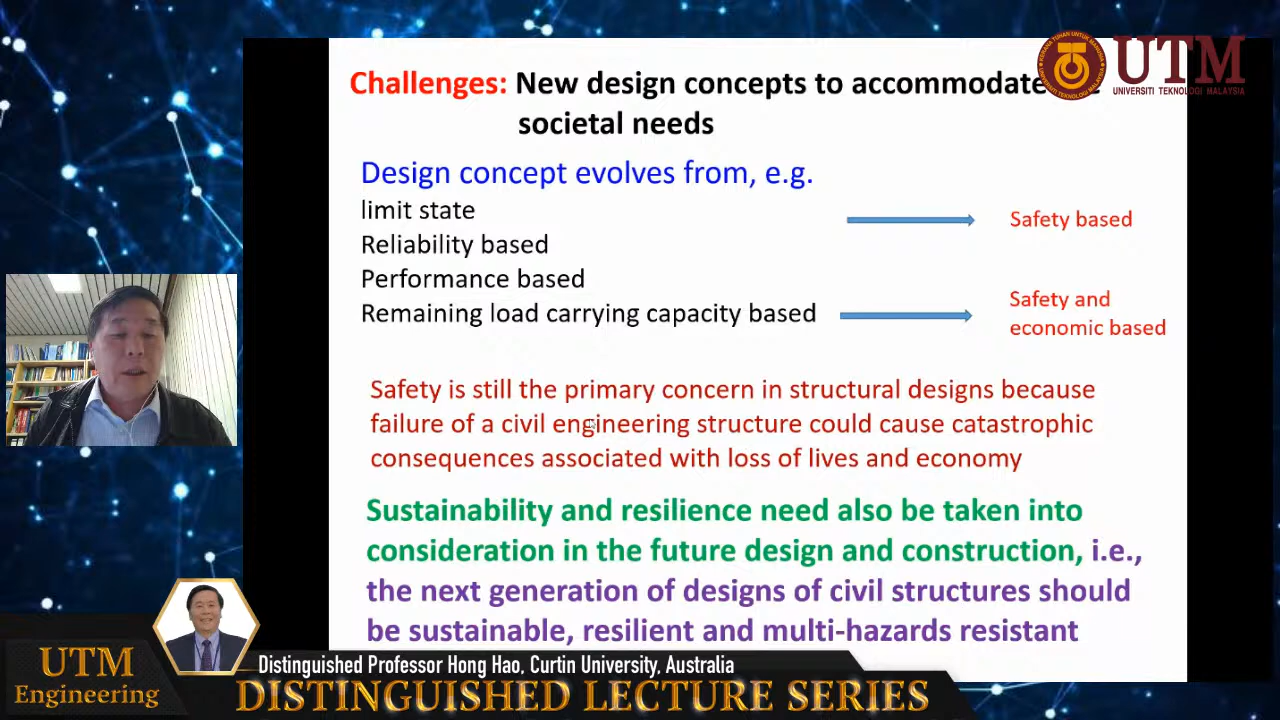 Challenges: New design concepts to accommodate
societal needs
UTM
UNIVERSITI TEKNOLOGI MALAYSIA
Design concept evolves from, e.g.
limit state
Reliability based
Performance based
Remaining load carrying capacity based
Safety based
Safety and
economic based
Safety is still the primary concern in structural designs because
failure of a civil engineering structure could cause catastrophic
consequences associated with loss of lives and economy
Sustainability and resilience need also be taken into
consideration in the future design and construction, i.e.,
the next generation of designs of civil structures should
be sustainable, resilient and multi-hazards resistant
UTM
Engineering
Distinguished Professor Hong Hao, Curtin University, Australia
DISTINGUISHED LECTURE SERIES